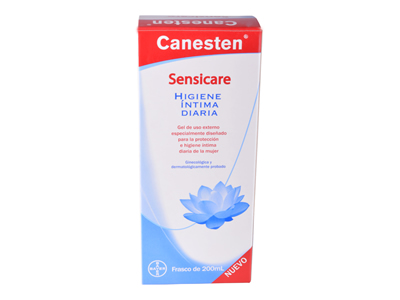 Canesten®
Sensicare
HIGIENE
ÍNTIMA
DIARIA
Gel de uso externo
especialmente diseñado
para la protección
e higiene íntima
diaria de la mujer
Ginecológica y
dermatológicamente probado
BAYER
Frasco de 200mL
NUEVO